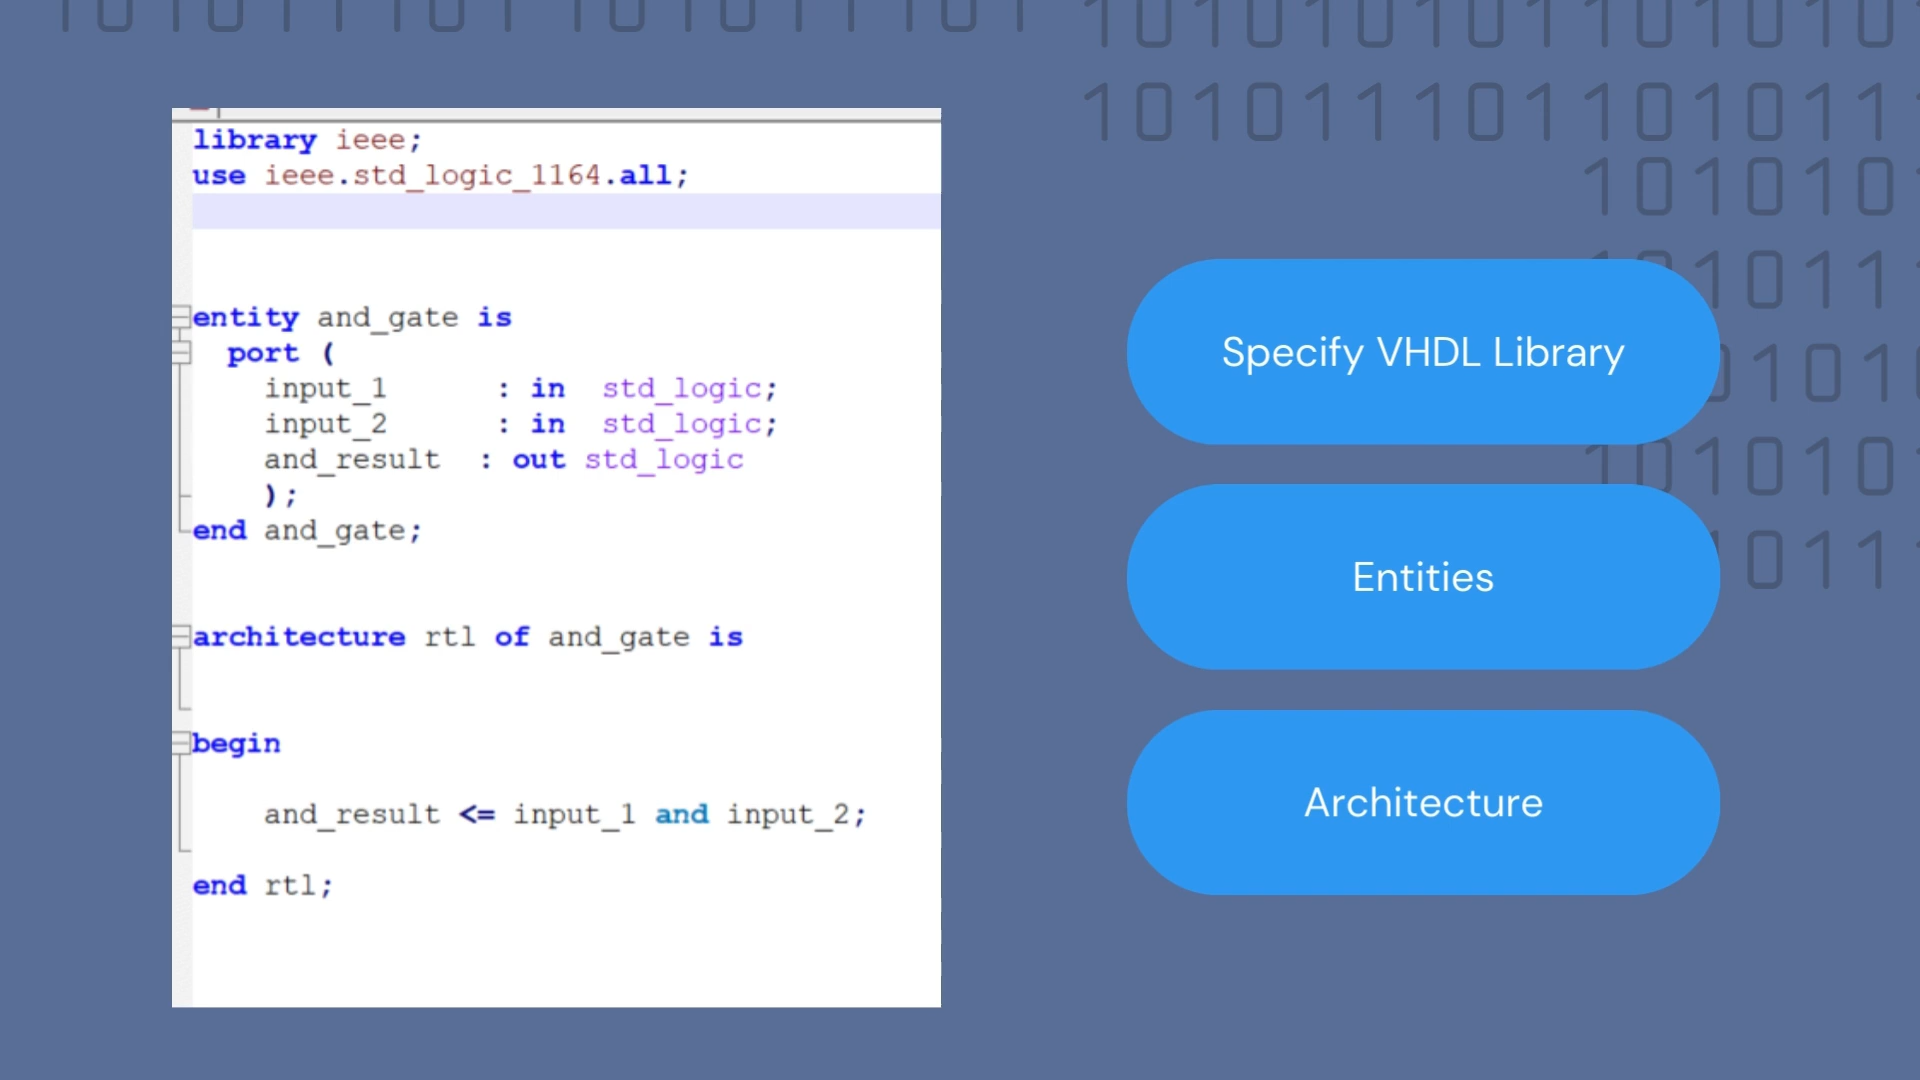 library ieee;
use ieee.std_logic_1164.all;
entity and_gate is
port (
input_1 : in std_logic;
input_2 : in std_logic;
and_result : out std_logic
);
end and_gate;
architecture rtl of and_gate is
begin
and_result <= input_1 and input_2;
end rtl;
Specify VHDL Library
Entities
Architecture